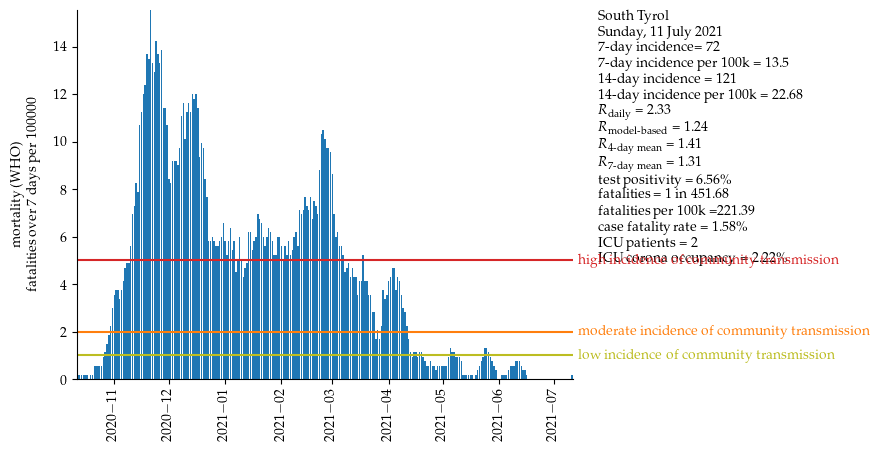 South Tyrol
Sunday, 11 July 2021
7-day incidence= 72
7-day incidence per 100k = 13.5
14-day incidence = 121
14-day incidence per 100k = 22.68
R daily = 2.33
R model-based = 1.24
R 4-day mean = 1.41
R 7-day mean = 1.31
test positivity = 6.56%
fatalities = 1 in 451.68
fatalities per 100k =221.39
case fatality rate = 1.58%
ICU patients = 2
ICU corona occupancy = 2.22%
high incidence of community transmission
moderate incidence of community transmission
low incidence of community transmission
mortality (WHO)
fatalities over 7 days per 100000
14
12
10
8
6
4
2
0
2020−11
2020−12
2021−01
2021−02
2021−03
2021−04
2021−05
2021−06
2021−07